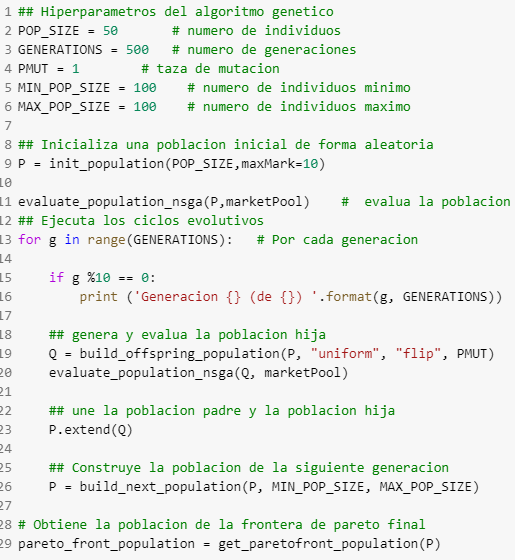 1 ## Hiperparametros del algoritmo genetico
2 POP_SIZE = 50 # numero de individuos
3 GENERATIONS = 500 # numero de generaciones
4 PMUT = 1 # taza de mutacion
5 MIN_POP_SIZE = 100 # numero de individuos minimo
6 MAX_POP_SIZE = 100 # numero de individuos maximo
7
8 ## Inicializa una poblacion inicial de forma aleatoria
9 P = init_population(POP_SIZE,maxMark=10)
10
11 evaluate_population_nsga(P,marketPool) # evalua la poblacion
12 ## Ejecuta los ciclos evolutivos
13 for g in range(GENERATIONS): # Por cada generacion
14
15 if g %10 == 0:
16 print ('Generacion {} (de {}) '.format(g, GENERATIONS))
17
18 ## genera y evalua la poblacion hija
19 Q = build_offspring_population(P, "uniform", "flip", PMUT)
20 evaluate_population_nsga(Q, marketPool)
21
22 ## une la poblacion padre y la poblacion hija
23 P.extend(Q)
24
25 ## Construye la poblacion de la siguiente generacion
26 P = build_next_population(P, MIN_POP_SIZE, MAX_POP_SIZE)
27
28 # Obtiene la poblacion de la frontera de pareto final
29 pareto_front_population = get_paretofront_population(P)